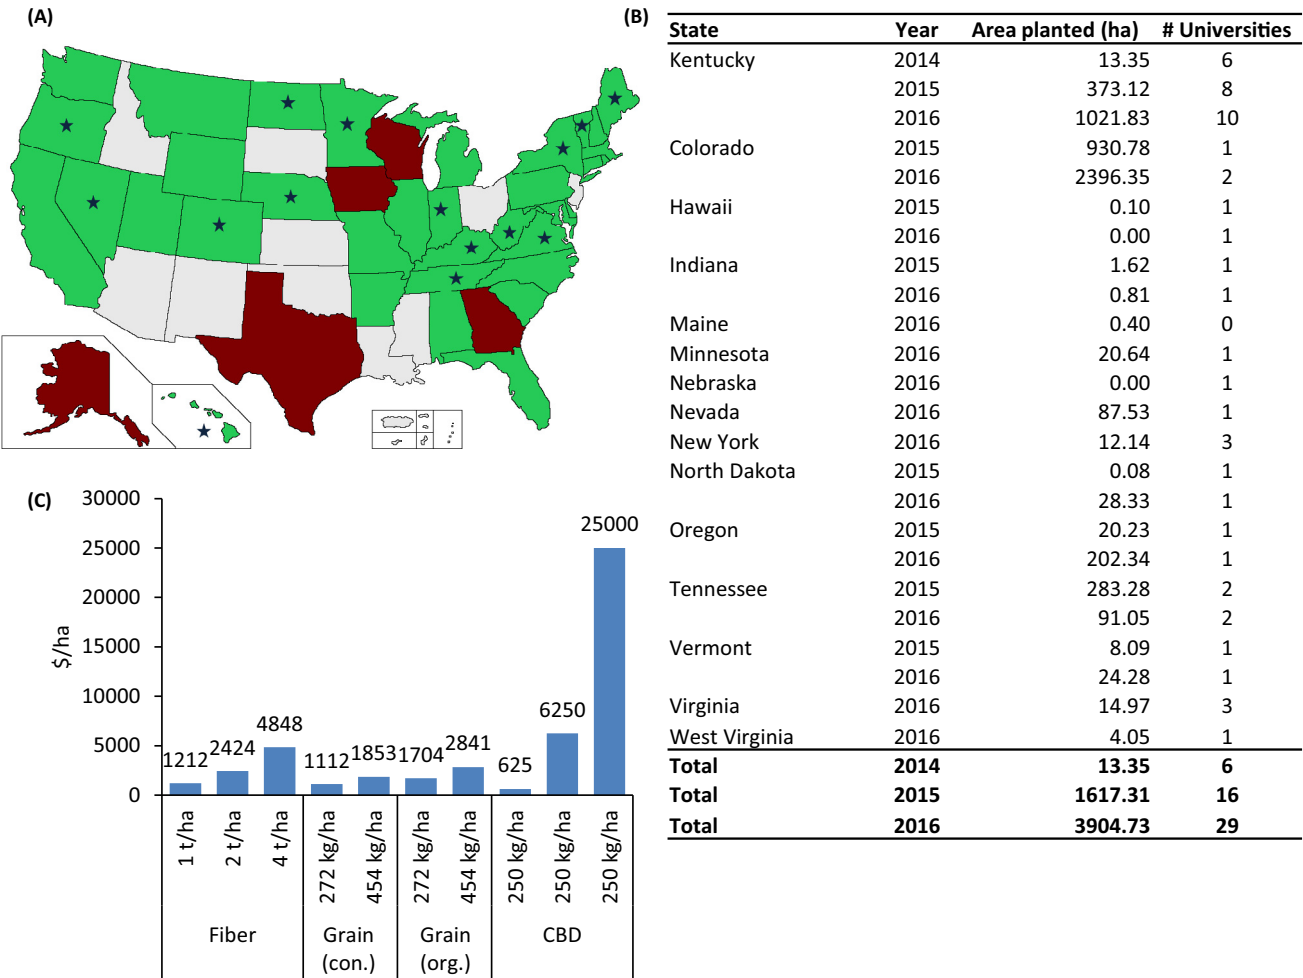 (A)
(B)
State Year Area planted (ha) # Universities
Kentucky 2014 13.35 6
2015 373.12 8
2016 1021.83 10
Colorado 2015 930.78 1
2016 2396.35 2
Hawaii 2015 0.10 1
2016 0.00 1
Indiana 2015 1.62 1
2016 0.81 1
Maine 2016 0.40 0
Minnesota 2016 20.64 1
Nebraska 2016 0.00 1
Nevada 2016 87.53 1
New York 2016 12.14 3
North Dakota 2015 0.08 1
2016 28.33 1
Oregon 2015 20.23 1
2016 202.34 1
Tennessee 2015 283.28 2
2016 91.05 2
Vermont 2015 8.09 1
2016 24.28 1
Virginia 2016 14.97 3
West Virginia 2016 4.05 1
Total 2014 13.35 6
Total 2015 1617.31 16
Total 2016 3904.73 29
(C)
$/ha
30000
25000
20000
15000
10000
5000
0
1212 2424 4848 1112 1853 1704 2841 625 6250 25000
1 t/ha 2 t/ha 4 t/ha 272 kg/ha 454 kg/ha 272 kg/ha 454 kg/ha 250 kg/ha 250 kg/ha 250 kg/ha
Fiber Grain Grain CBD
(con.) (org.)